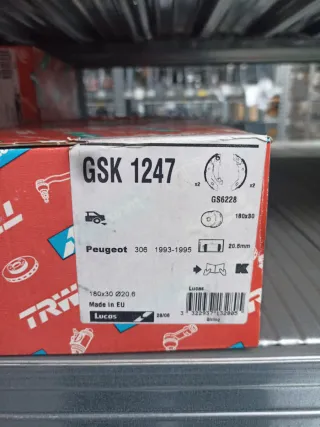 GSK 1247
x2
x2
GS6228
180x30
Peugeot 306 1993-1995
20.6mm
K
180x30 Ø20.6
Made in EU
Lucas
Lucas
TRW